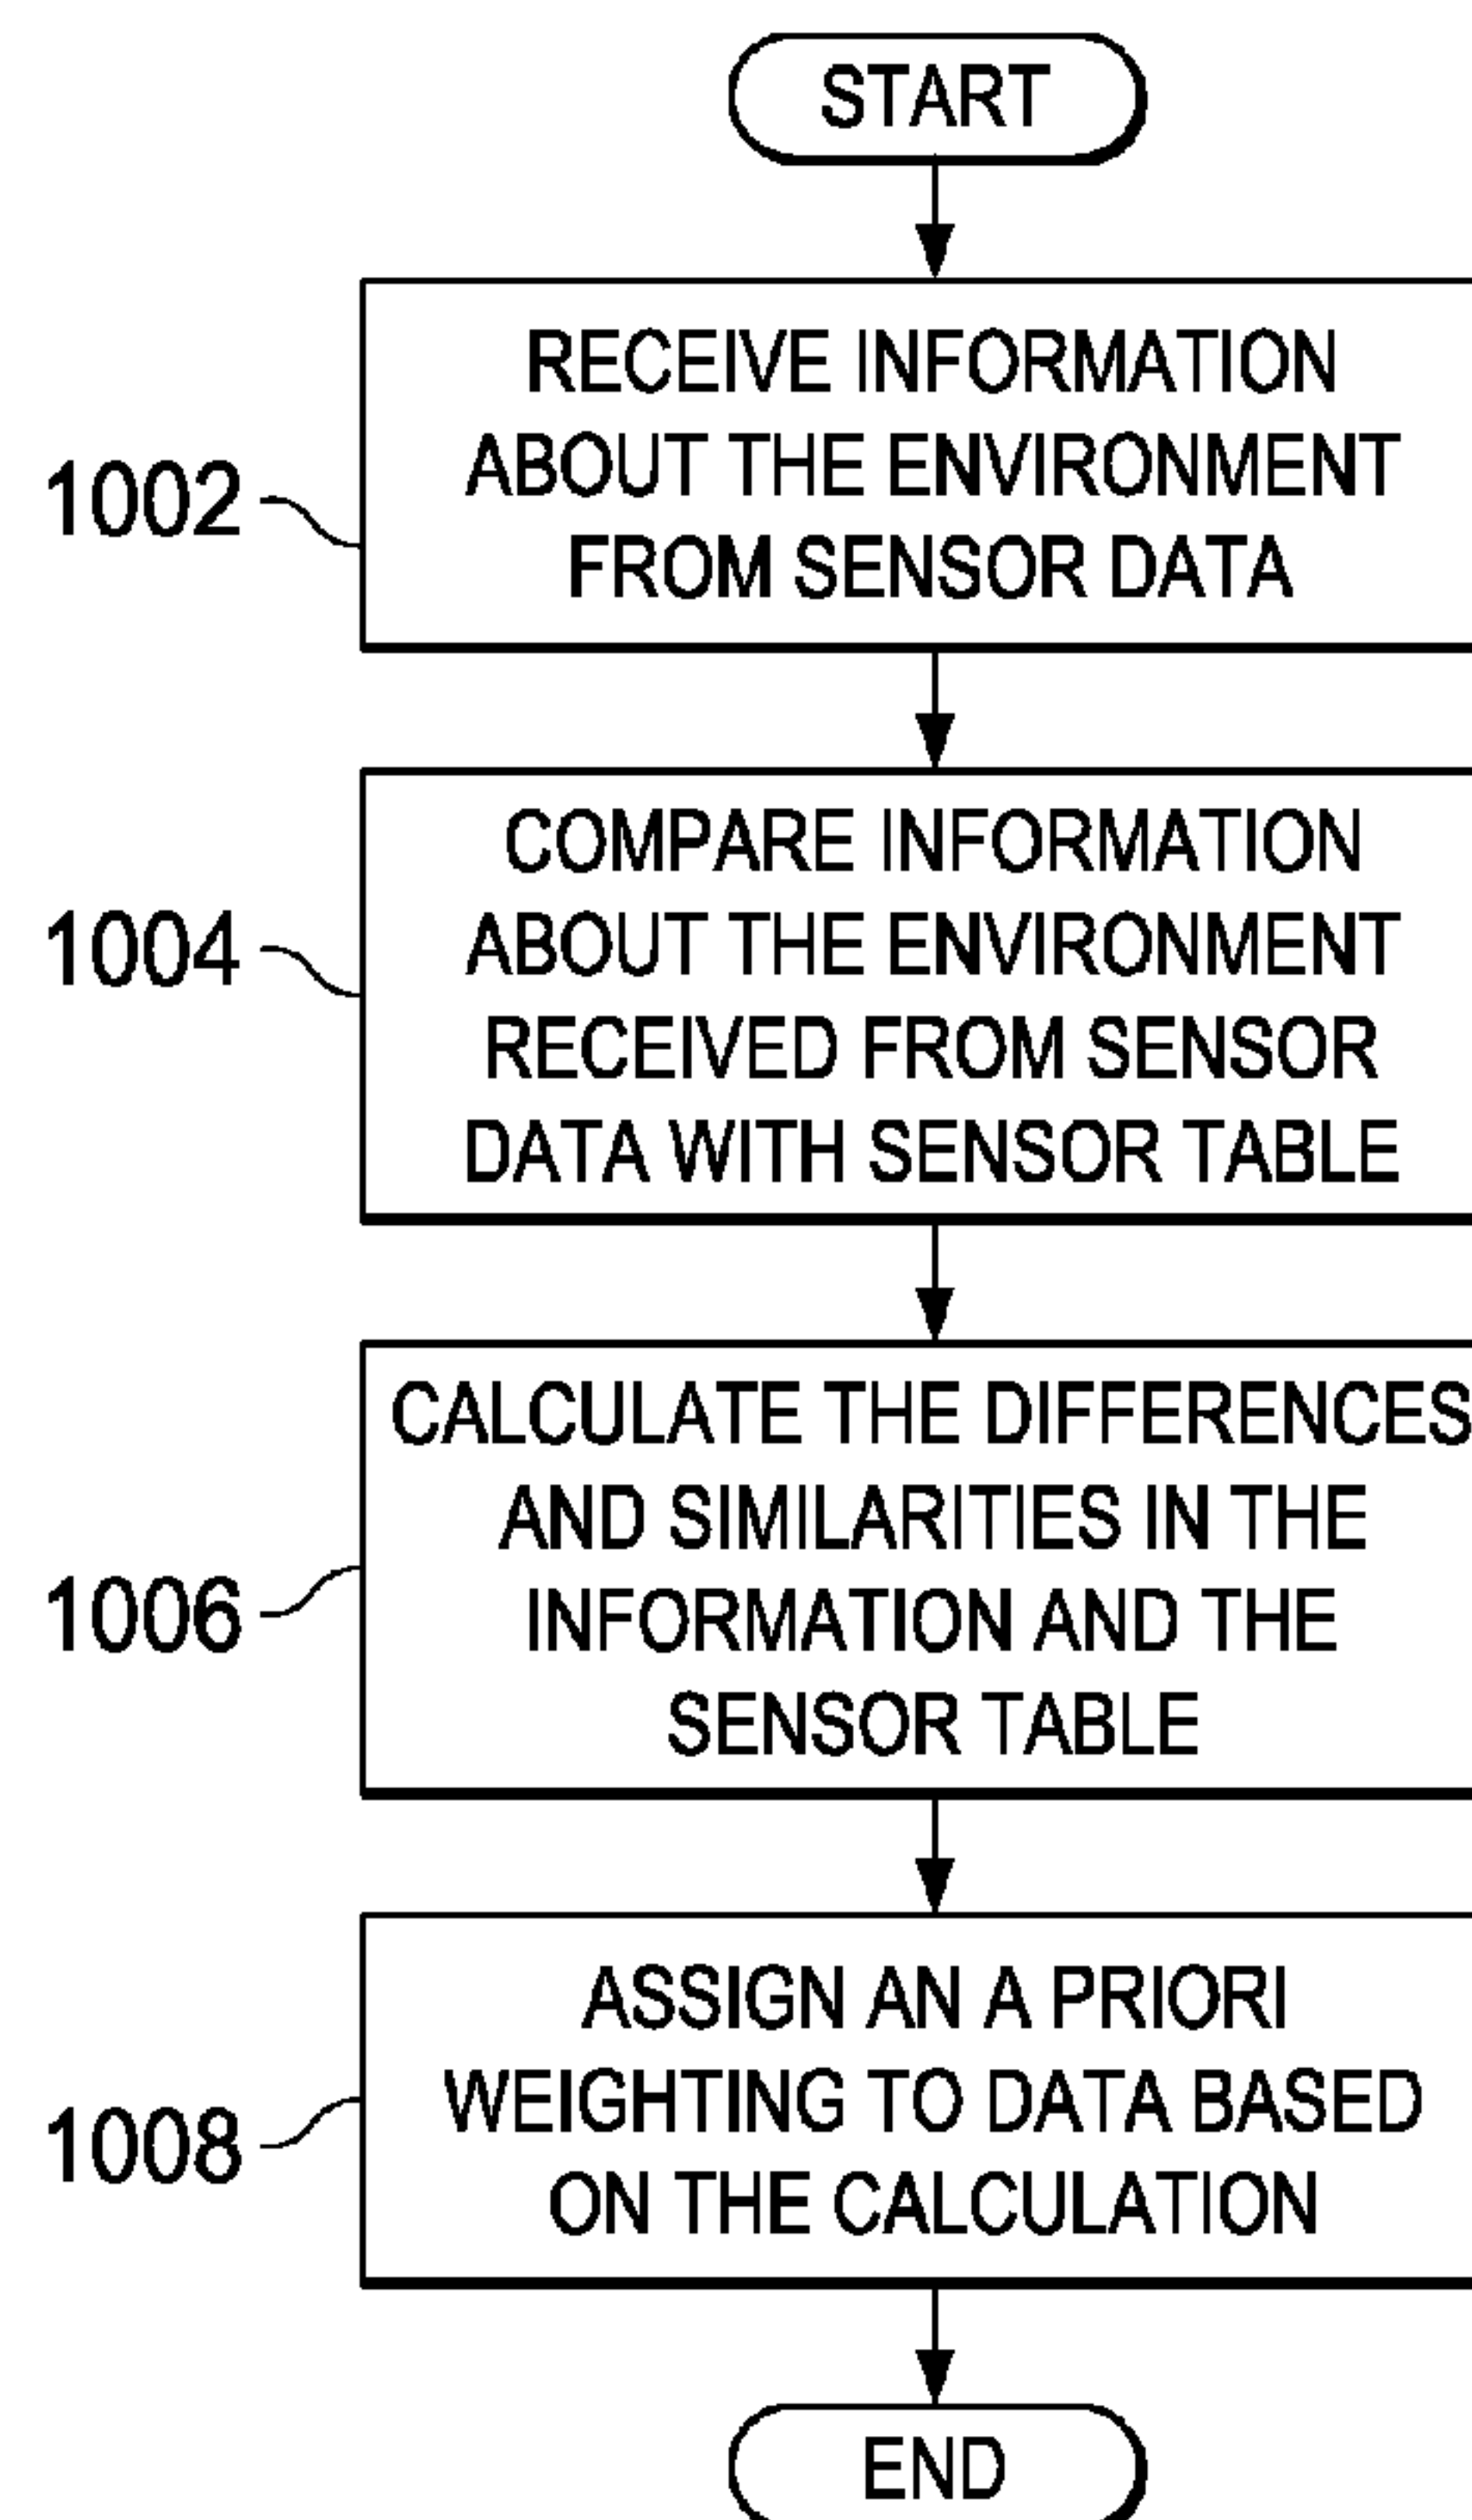 START
RECEIVE INFORMATION
ABOUT THE ENVIRONMENT
FROM SENSOR DATA
1002
COMPARE INFORMATION
ABOUT THE ENVIRONMENT
RECEIVED FROM SENSOR
DATA WITH SENSOR TABLE
1004
CALCULATE THE DIFFERENCES
AND SIMILARITIES IN THE
INFORMATION AND THE
SENSOR TABLE
1006
ASSIGN AN A PRIORI
WEIGHTING TO DATA BASED
ON THE CALCULATION
1008
END